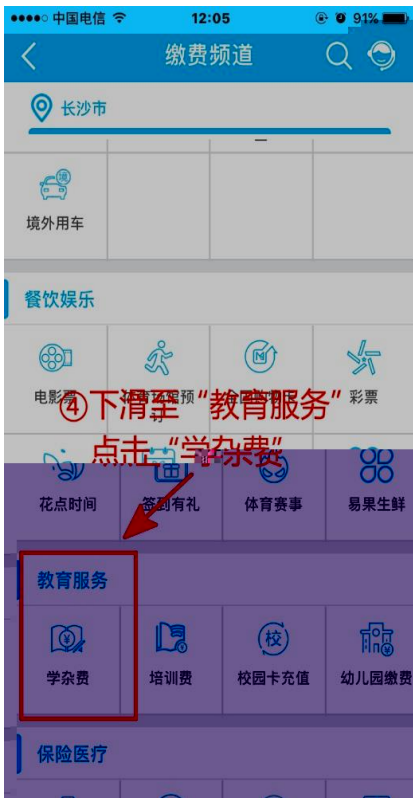 中国电信 12:05 91%
缴费频道
长沙市
境外用车
餐饮娱乐
电影票 彩票
④下滑至“教育服务”
点击“学杂费”
花点时间 签到有礼 体育赛事 易果生鲜
教育服务
学杂费 培训费 校园卡充值 幼儿园缴费
保险医疗